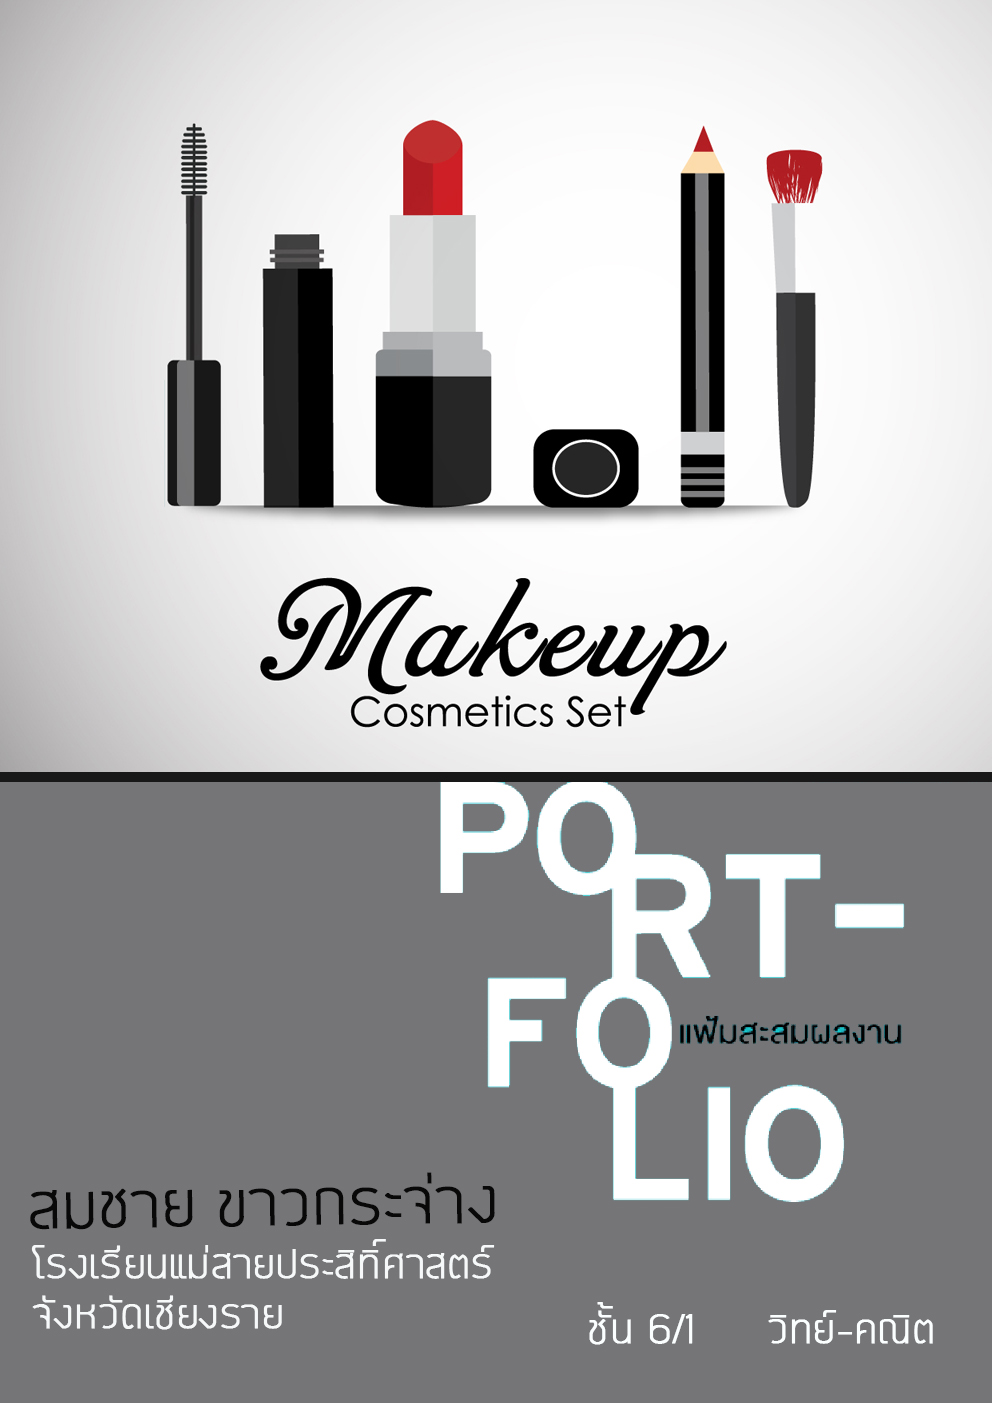 Makeup
Cosmetics Set
PO
RT-
FO
แฟ้มสะสมผลงาน
LIO
สมชาย ขาวกระจ่าง
โรงเรียนแม่สายประสิทิ์ศาสตร์
จังหวัดเชียงราย
ชั้น 6/1 วิทย์-คณิต